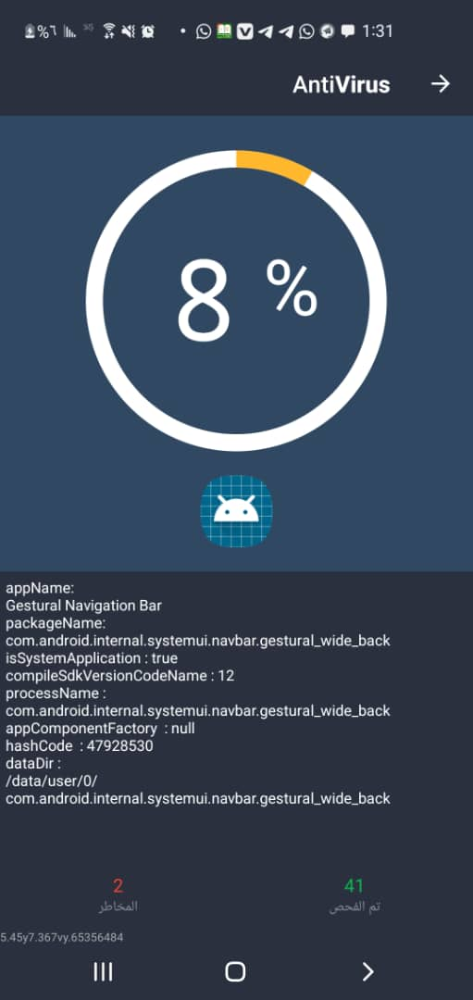 %٦ 3G 1:31
AntiVirus
8 %
appName:
Gestural Navigation Bar
packageName:
com.android.internal.systemui.navbar.gestural_wide_back
isSystemApplication : true
compileSdkVersionCodeName : 12
processName :
com.android.internal.systemui.navbar.gestural_wide_back
appComponentFactory : null
hashCode : 47928530
dataDir :
/data/user/0/
com.android.internal.systemui.navbar.gestural_wide_back
41 2
تم الفحص المخاطر
5.45y7.367vy.65356484